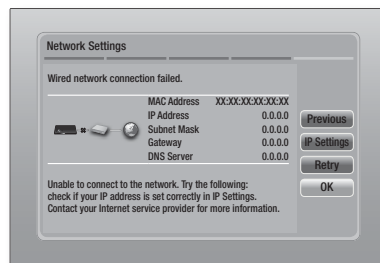 Network Settings
Wired network connection failed.
MAC Address XX:XX:XX:XX:XX:XX
IP Address 0.0.0.0
Subnet Mask 0.0.0.0
Gateway 0.0.0.0
DNS Server 0.0.0.0
Previous
IP Settings
Retry
OK
Unable to connect to the network. Try the following:
check if your IP address is set correctly in IP Settings.
Contact your Internet service provider for more information.